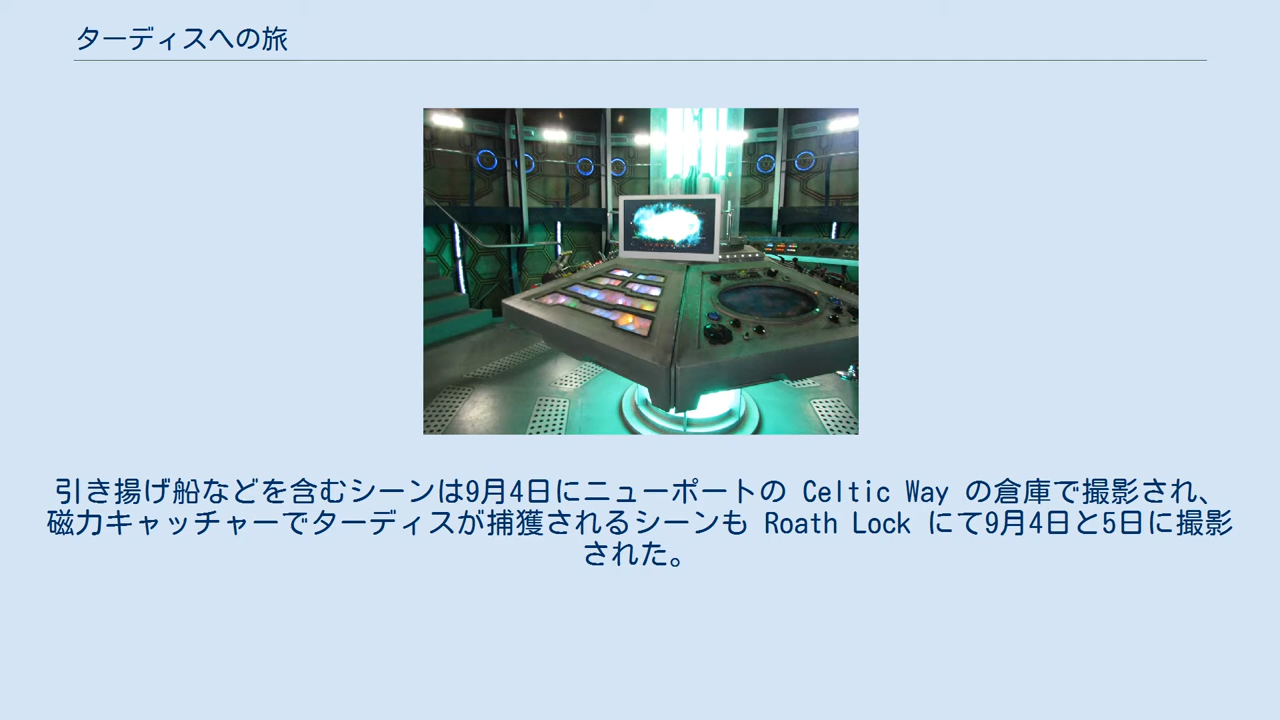 ターディスへの旅
引き揚げ船などを含むシーンは9月4日にニューポートの Celtic Way の倉庫で撮影され、
磁力キャッチャーでターディスが捕獲されるシーンも Roath Lock にて9月4日と5日に撮影
された。